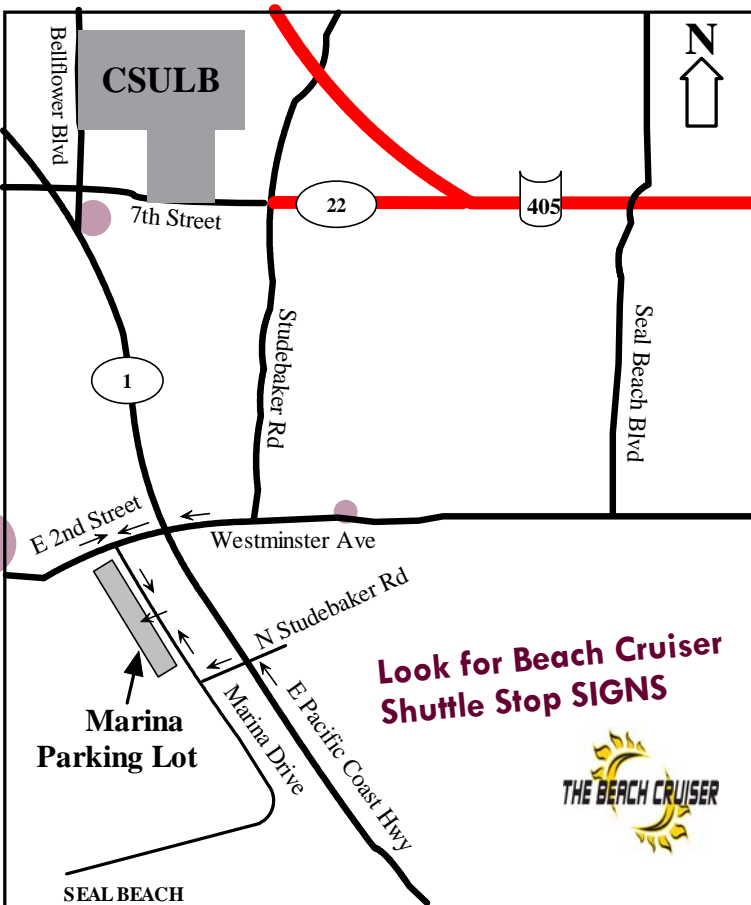 Bellflower Blvd
CSULB
N
7th Street
22
405
Studebaker Rd
Seal Beach Blvd
1
E 2nd Street
Westminster Ave
N Studebaker Rd
Look for Beach Cruiser
Shuttle Stop SIGNS
Marina
Parking Lot
Marina Drive
E Pacific Coast Hwy
THE BEACH CRUISER
SEAL BEACH